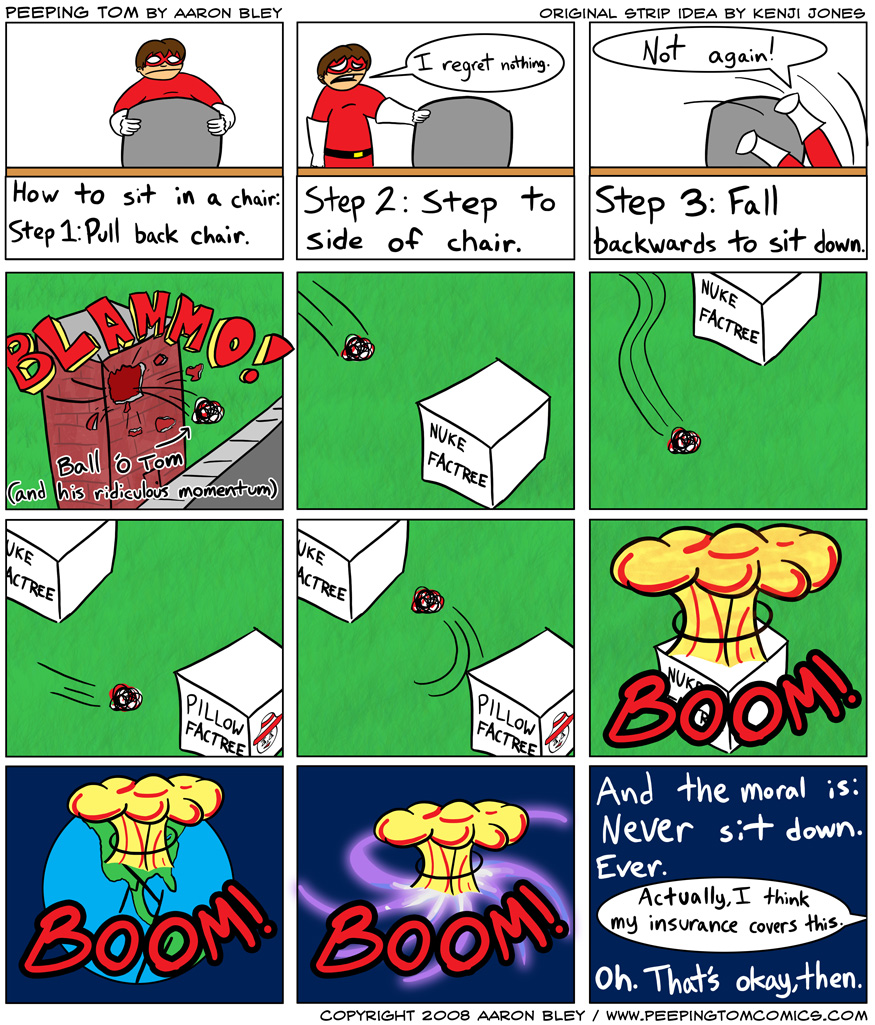 PEEPING TOM BY AARON BLEY
ORIGINAL STRIP IDEA BY KENJI JONES
How to sit in a chair:
Step 1: Pull back chair.
I regret nothing.
Step 2: Step to
side of chair.
Not again!
Step 3: Fall
backwards to sit down.
BLAMMO!
Ball 'O Tom
(and his ridiculous momentum)
NUKE
FACTREE
NUKE
FACTREE
UKE
ACTREE
PILLOW
FACTREE
UKE
ACTREE
PILLOW
FACTREE
NUKE
BOOM!
BOOM!
BOOM!
And the moral is:
Never sit down.
Ever.
Actually, I think
my insurance covers this.
Oh. That's okay, then.
COPYRIGHT 2008 AARON BLEY / WWW.PEEPINGTOMCOMICS.COM